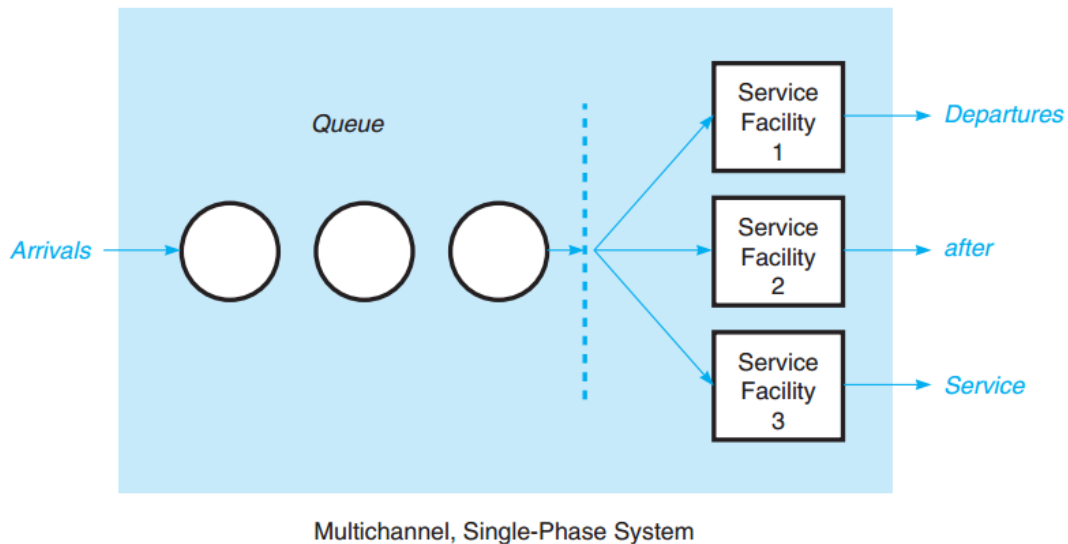 Queue
Arrivals
Service
Facility
1
Departures
Service
Facility
2
after
Service
Facility
3
Service
Multichannel, Single-Phase System